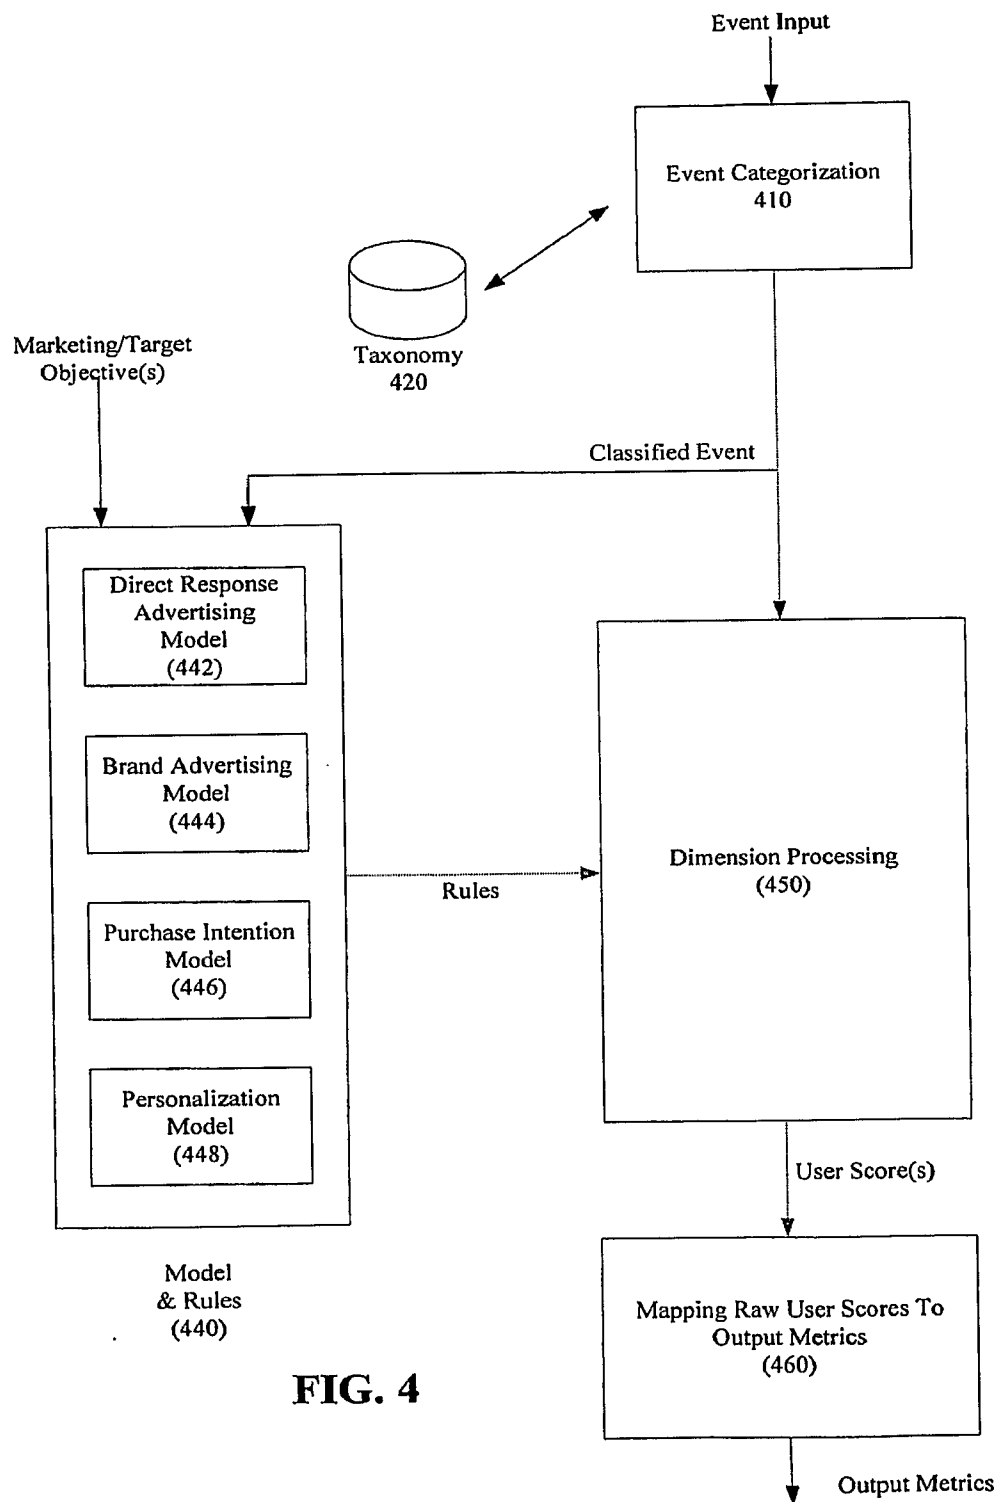 Event Input
Event Categorization
410
Taxonomy
420
Marketing/Target
Objective(s)
Classified Event
Direct Response
Advertising
Model
(442)
Brand Advertising
Model
(444)
Purchase Intention
Model
(446)
Personalization
Model
(448)
Model
& Rules
(440)
Rules
Dimension Processing
(450)
User Score(s)
Mapping Raw User Scores To
Output Metrics
(460)
Output Metrics
FIG. 4